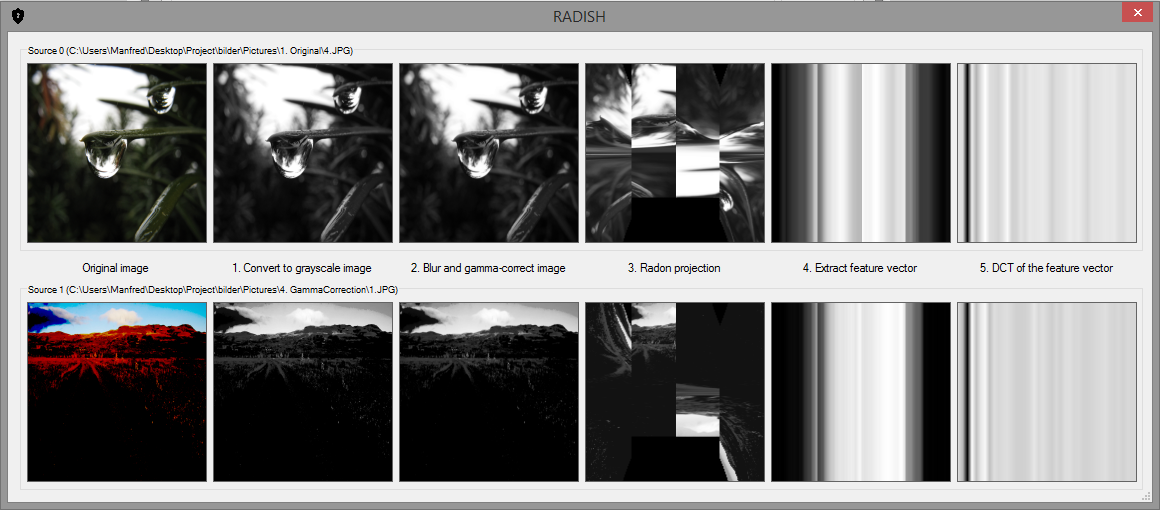 RADISH
Source 0 (C:\Users\Manfred\Desktop\Project\bilder\Pictures\1. Original\4.JPG)
Original image
1. Convert to grayscale image
2. Blur and gamma-correct image
3. Radon projection
4. Extract feature vector
5. DCT of the feature vector
Source 1 (C:\Users\Manfred\Desktop\Project\bilder\Pictures\4. GammaCorrection\1.JPG)